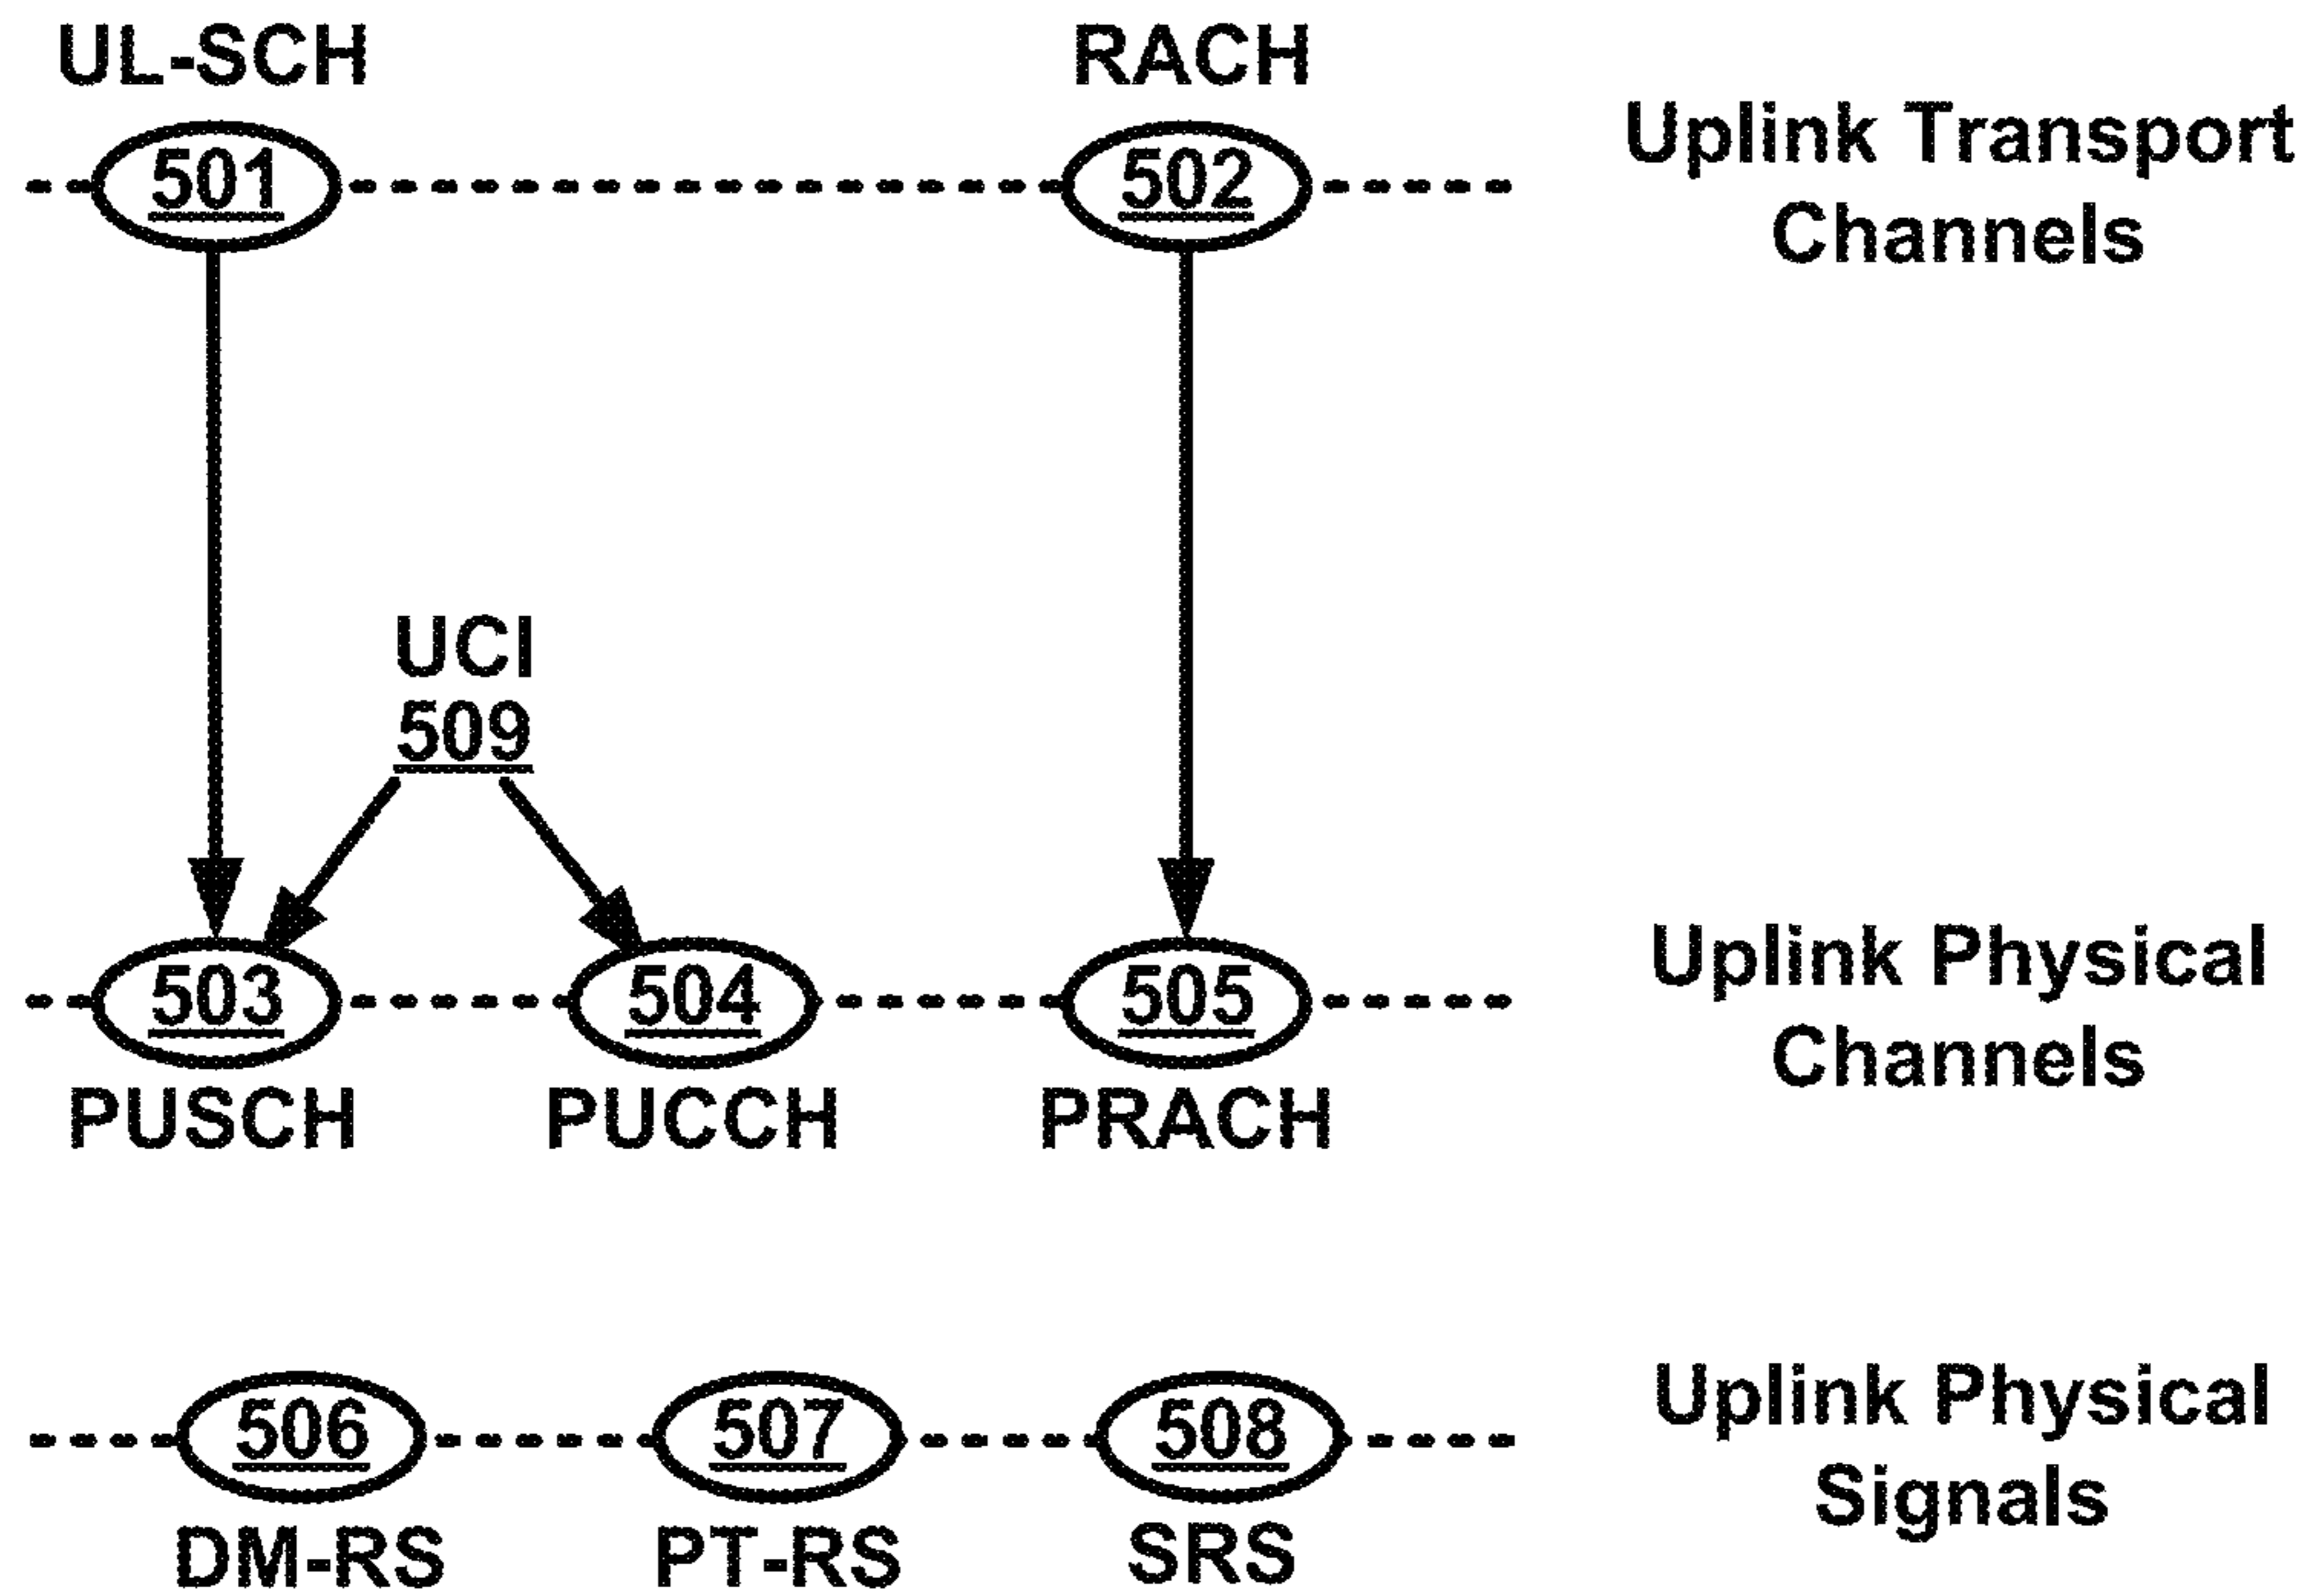 UL-SCH
RACH
501
502
Uplink Transport
Channels
UCI
509
503
504
505
Uplink Physical
Channels
PUSCH
PUCCH
PRACH
506
507
508
Uplink Physical
Signals
DM-RS
PT-RS
SRS